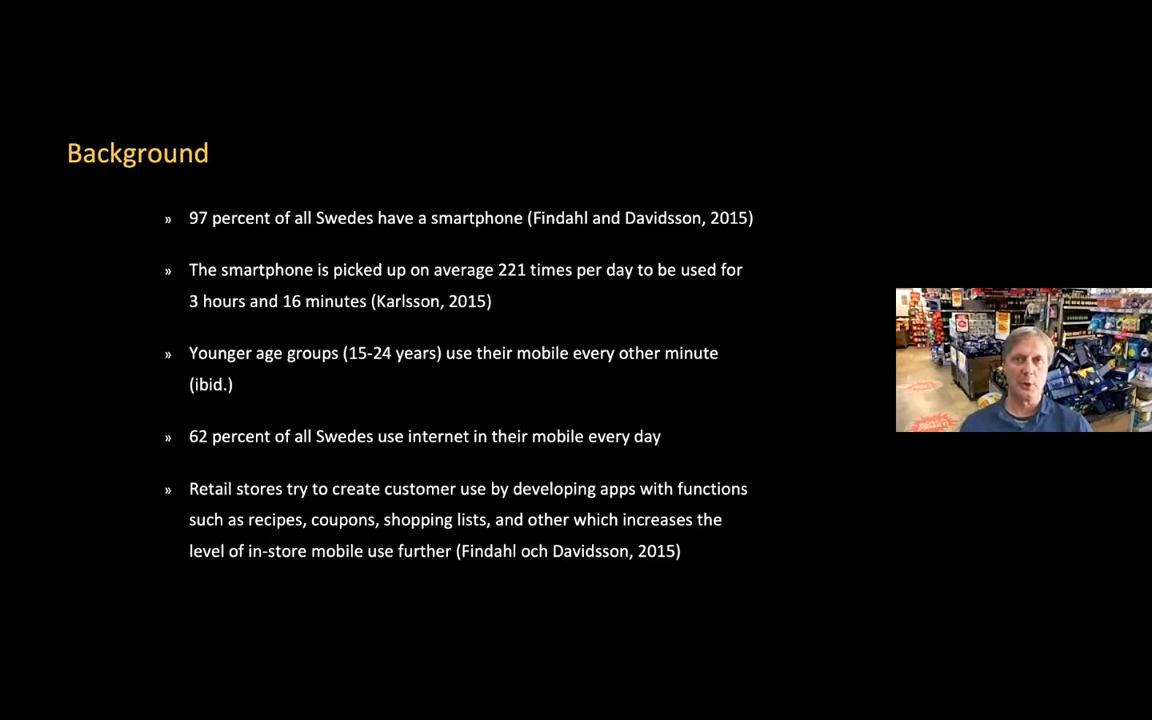 Background
» 97 percent of all Swedes have a smartphone (Findahl and Davidsson, 2015)
» The smartphone is picked up on average 221 times per day to be used for
3 hours and 16 minutes (Karlsson, 2015)
» Younger age groups (15-24 years) use their mobile every other minute
(ibid.)
» 62 percent of all Swedes use internet in their mobile every day
» Retail stores try to create customer use by developing apps with functions
such as recipes, coupons, shopping lists, and other which increases the
level of in-store mobile use further (Findahl och Davidsson, 2015)